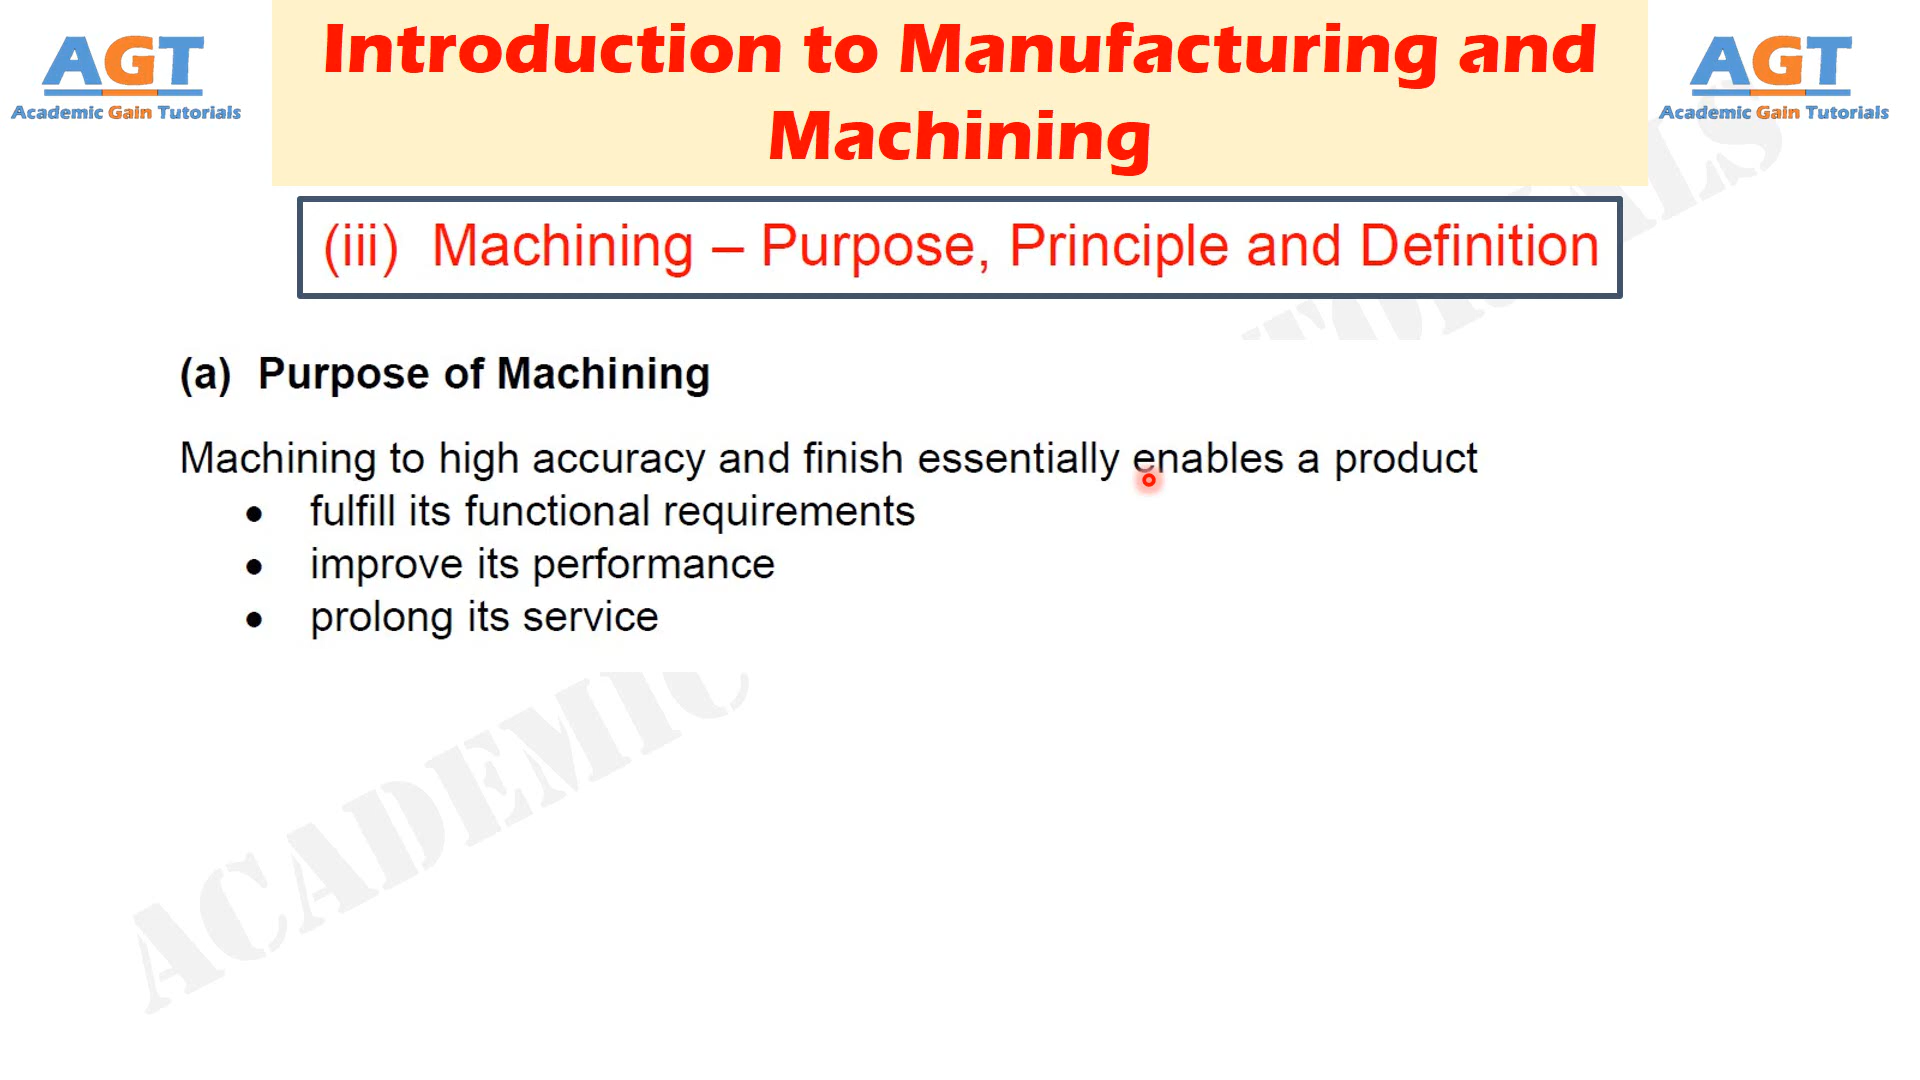 AGT
Academic Gain Tutorials
Introduction to Manufacturing and
Machining
AGT
Academic Gain Tutorials
(iii) Machining – Purpose, Principle and Definition
(a) Purpose of Machining
Machining to high accuracy and finish essentially enables a product
• fulfill its functional requirements
• improve its performance
• prolong its service
ACADEMIC